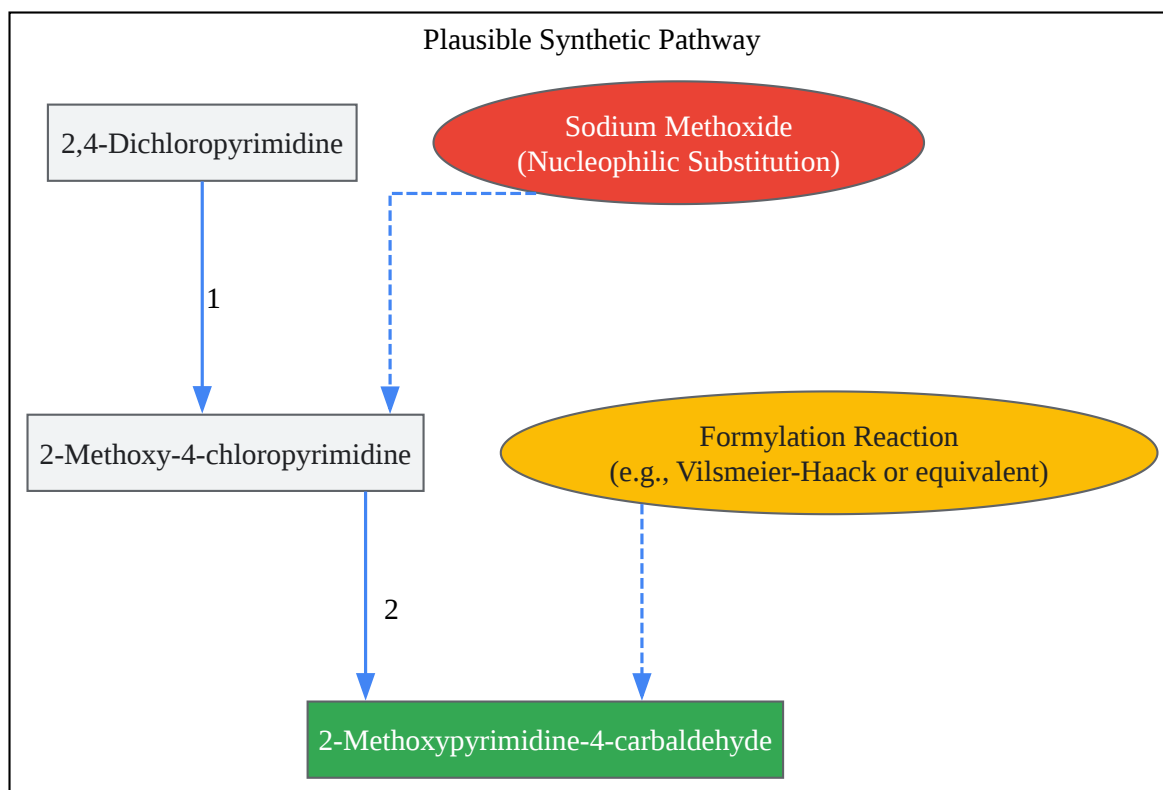 Plausible Synthetic Pathway
2,4-Dichloropyrimidine
Sodium Methoxide
(Nucleophilic Substitution)
1
2-Methoxy-4-chloropyrimidine
Formylation Reaction
(e.g., Vilsmeier-Haack or equivalent)
2
2-Methoxypyrimidine-4-carbaldehyde